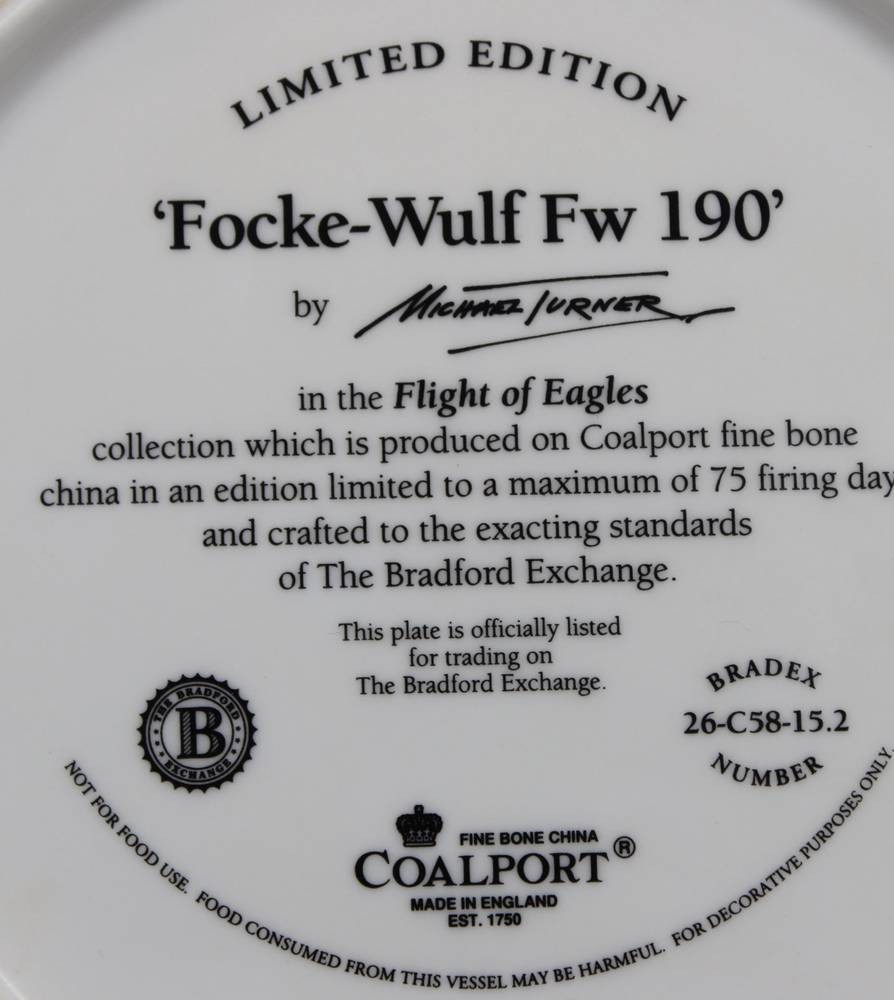 LIMITED EDITION
‘Focke-Wulf Fw 190’
by MICHAEL TURNER
in the Flight of Eagles
collection which is produced on Coalport fine bone
china in an edition limited to a maximum of 75 firing day
and crafted to the exacting standards
of The Bradford Exchange.
This plate is officially listed
for trading on
The Bradford Exchange.
BRADEX
26-C58-15.2
NUMBER
THE BRADFORD
B
EXCHANGE
FINE BONE CHINA
COALPORT®
MADE IN ENGLAND
EST. 1750
NOT FOR FOOD USE. FOOD CONSUMED FROM THIS VESSEL MAY BE HARMFUL. FOR DECORATIVE PURPOSES ONLY.